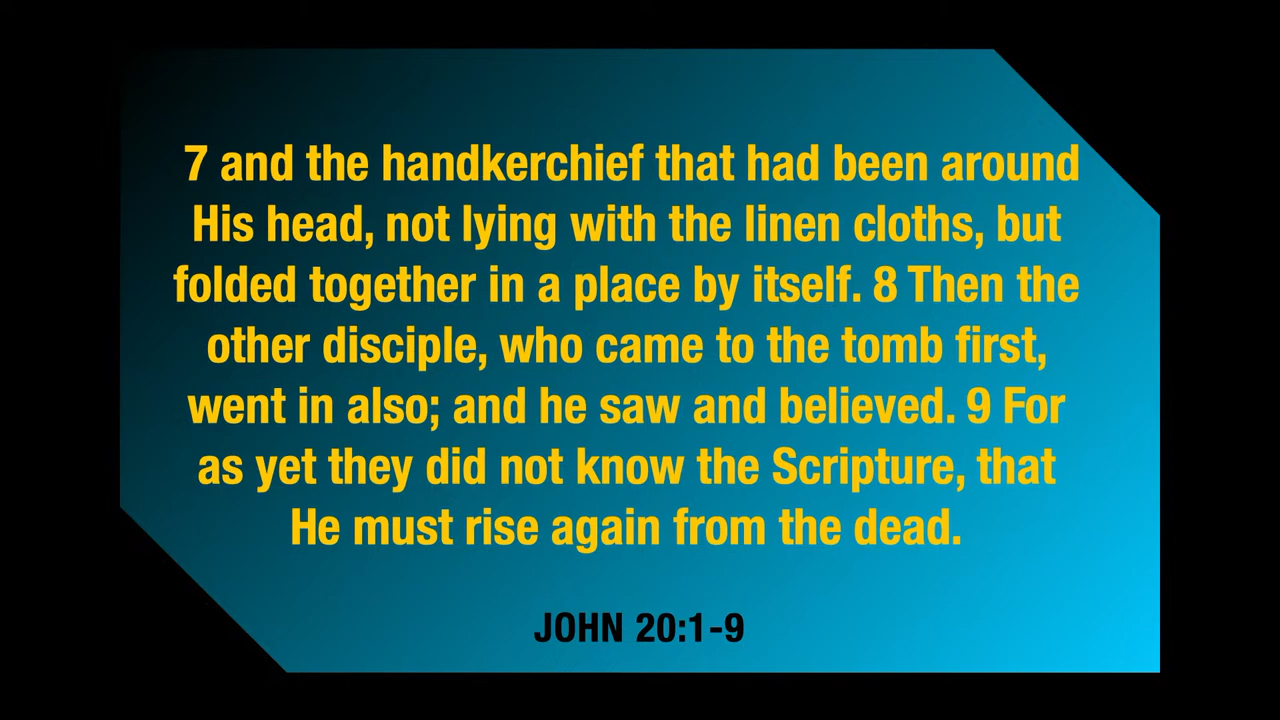 7 and the handkerchief that had been around
His head, not lying with the linen cloths, but
folded together in a place by itself. 8 Then the
other disciple, who came to the tomb first,
went in also; and he saw and believed. 9 For
as yet they did not know the Scripture, that
He must rise again from the dead.
JOHN 20:1-9